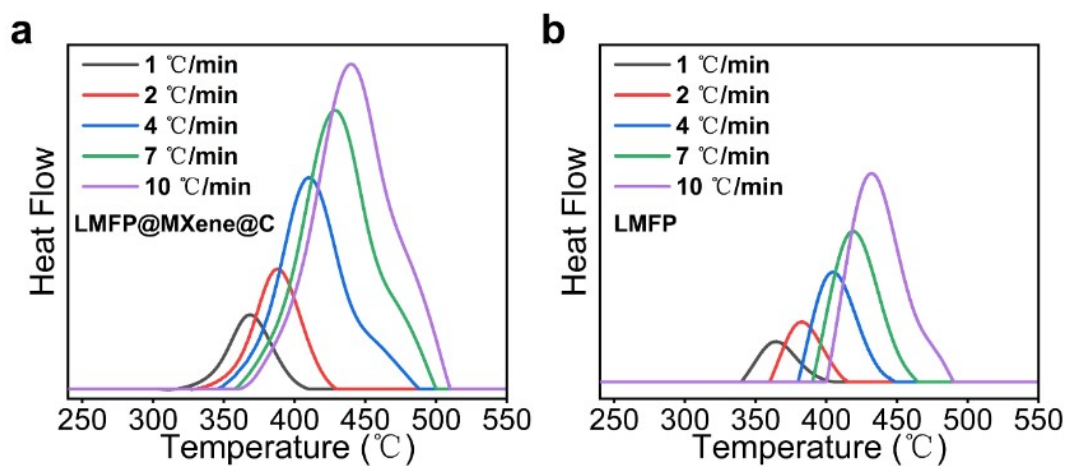 a
1 ℃/min
2 ℃/min
4 ℃/min
7 ℃/min
10 ℃/min
LMFP@MXene@C
Heat Flow
250 300 350 400 450 500 550
Temperature (℃)
b
1 ℃/min
2 ℃/min
4 ℃/min
7 ℃/min
10 ℃/min
LMFP
Heat Flow
250 300 350 400 450 500 550
Temperature (℃)